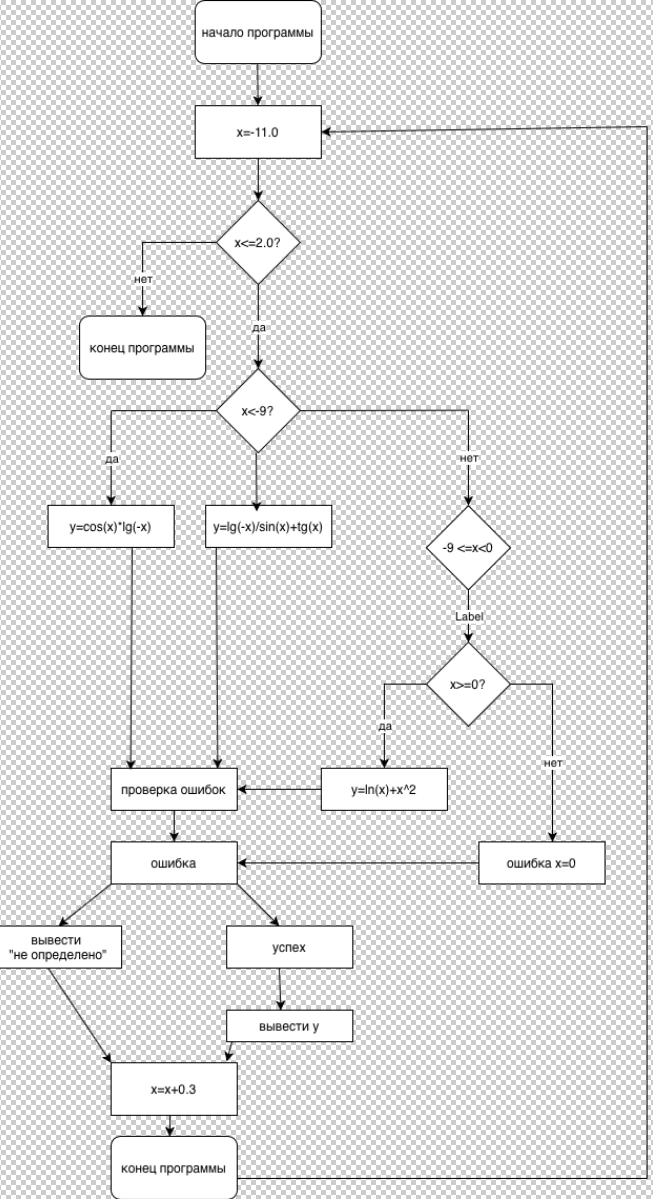 начало программы
x=-11.0
x<=2.0?
нет
да
конец программы
x<-9?
да
нет
y=cos(x)*lg(-x)
y=lg(-x)/sin(x)+tg(x)
-9 <=x<0
Label
x>=0?
да
нет
проверка ошибок
y=ln(x)+x^2
ошибка
ошибка x=0
вывести
"не определено"
успех
вывести y
x=x+0.3
конец программы